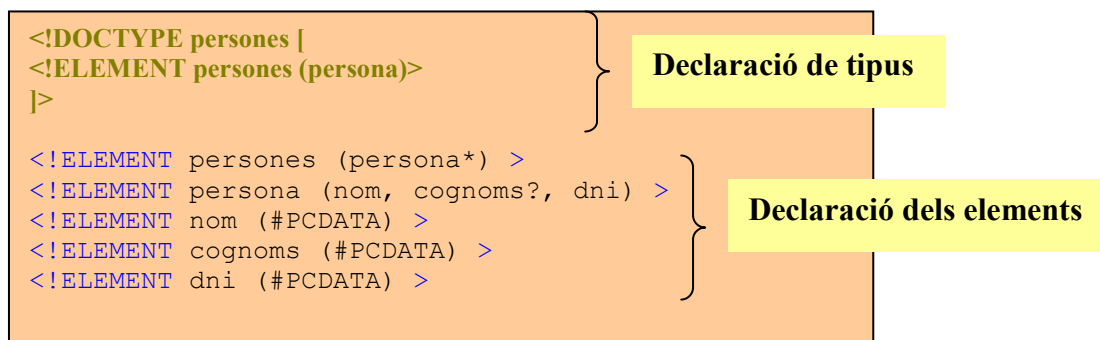 <!DOCTYPE persones [
<!ELEMENT persones (persona)>
]>
Declaració de tipus
<!ELEMENT persones (persona*) >
<!ELEMENT persona (nom, cognoms?, dni) >
<!ELEMENT nom (#PCDATA) >
<!ELEMENT cognoms (#PCDATA) >
<!ELEMENT dni (#PCDATA) >
Declaració dels elements